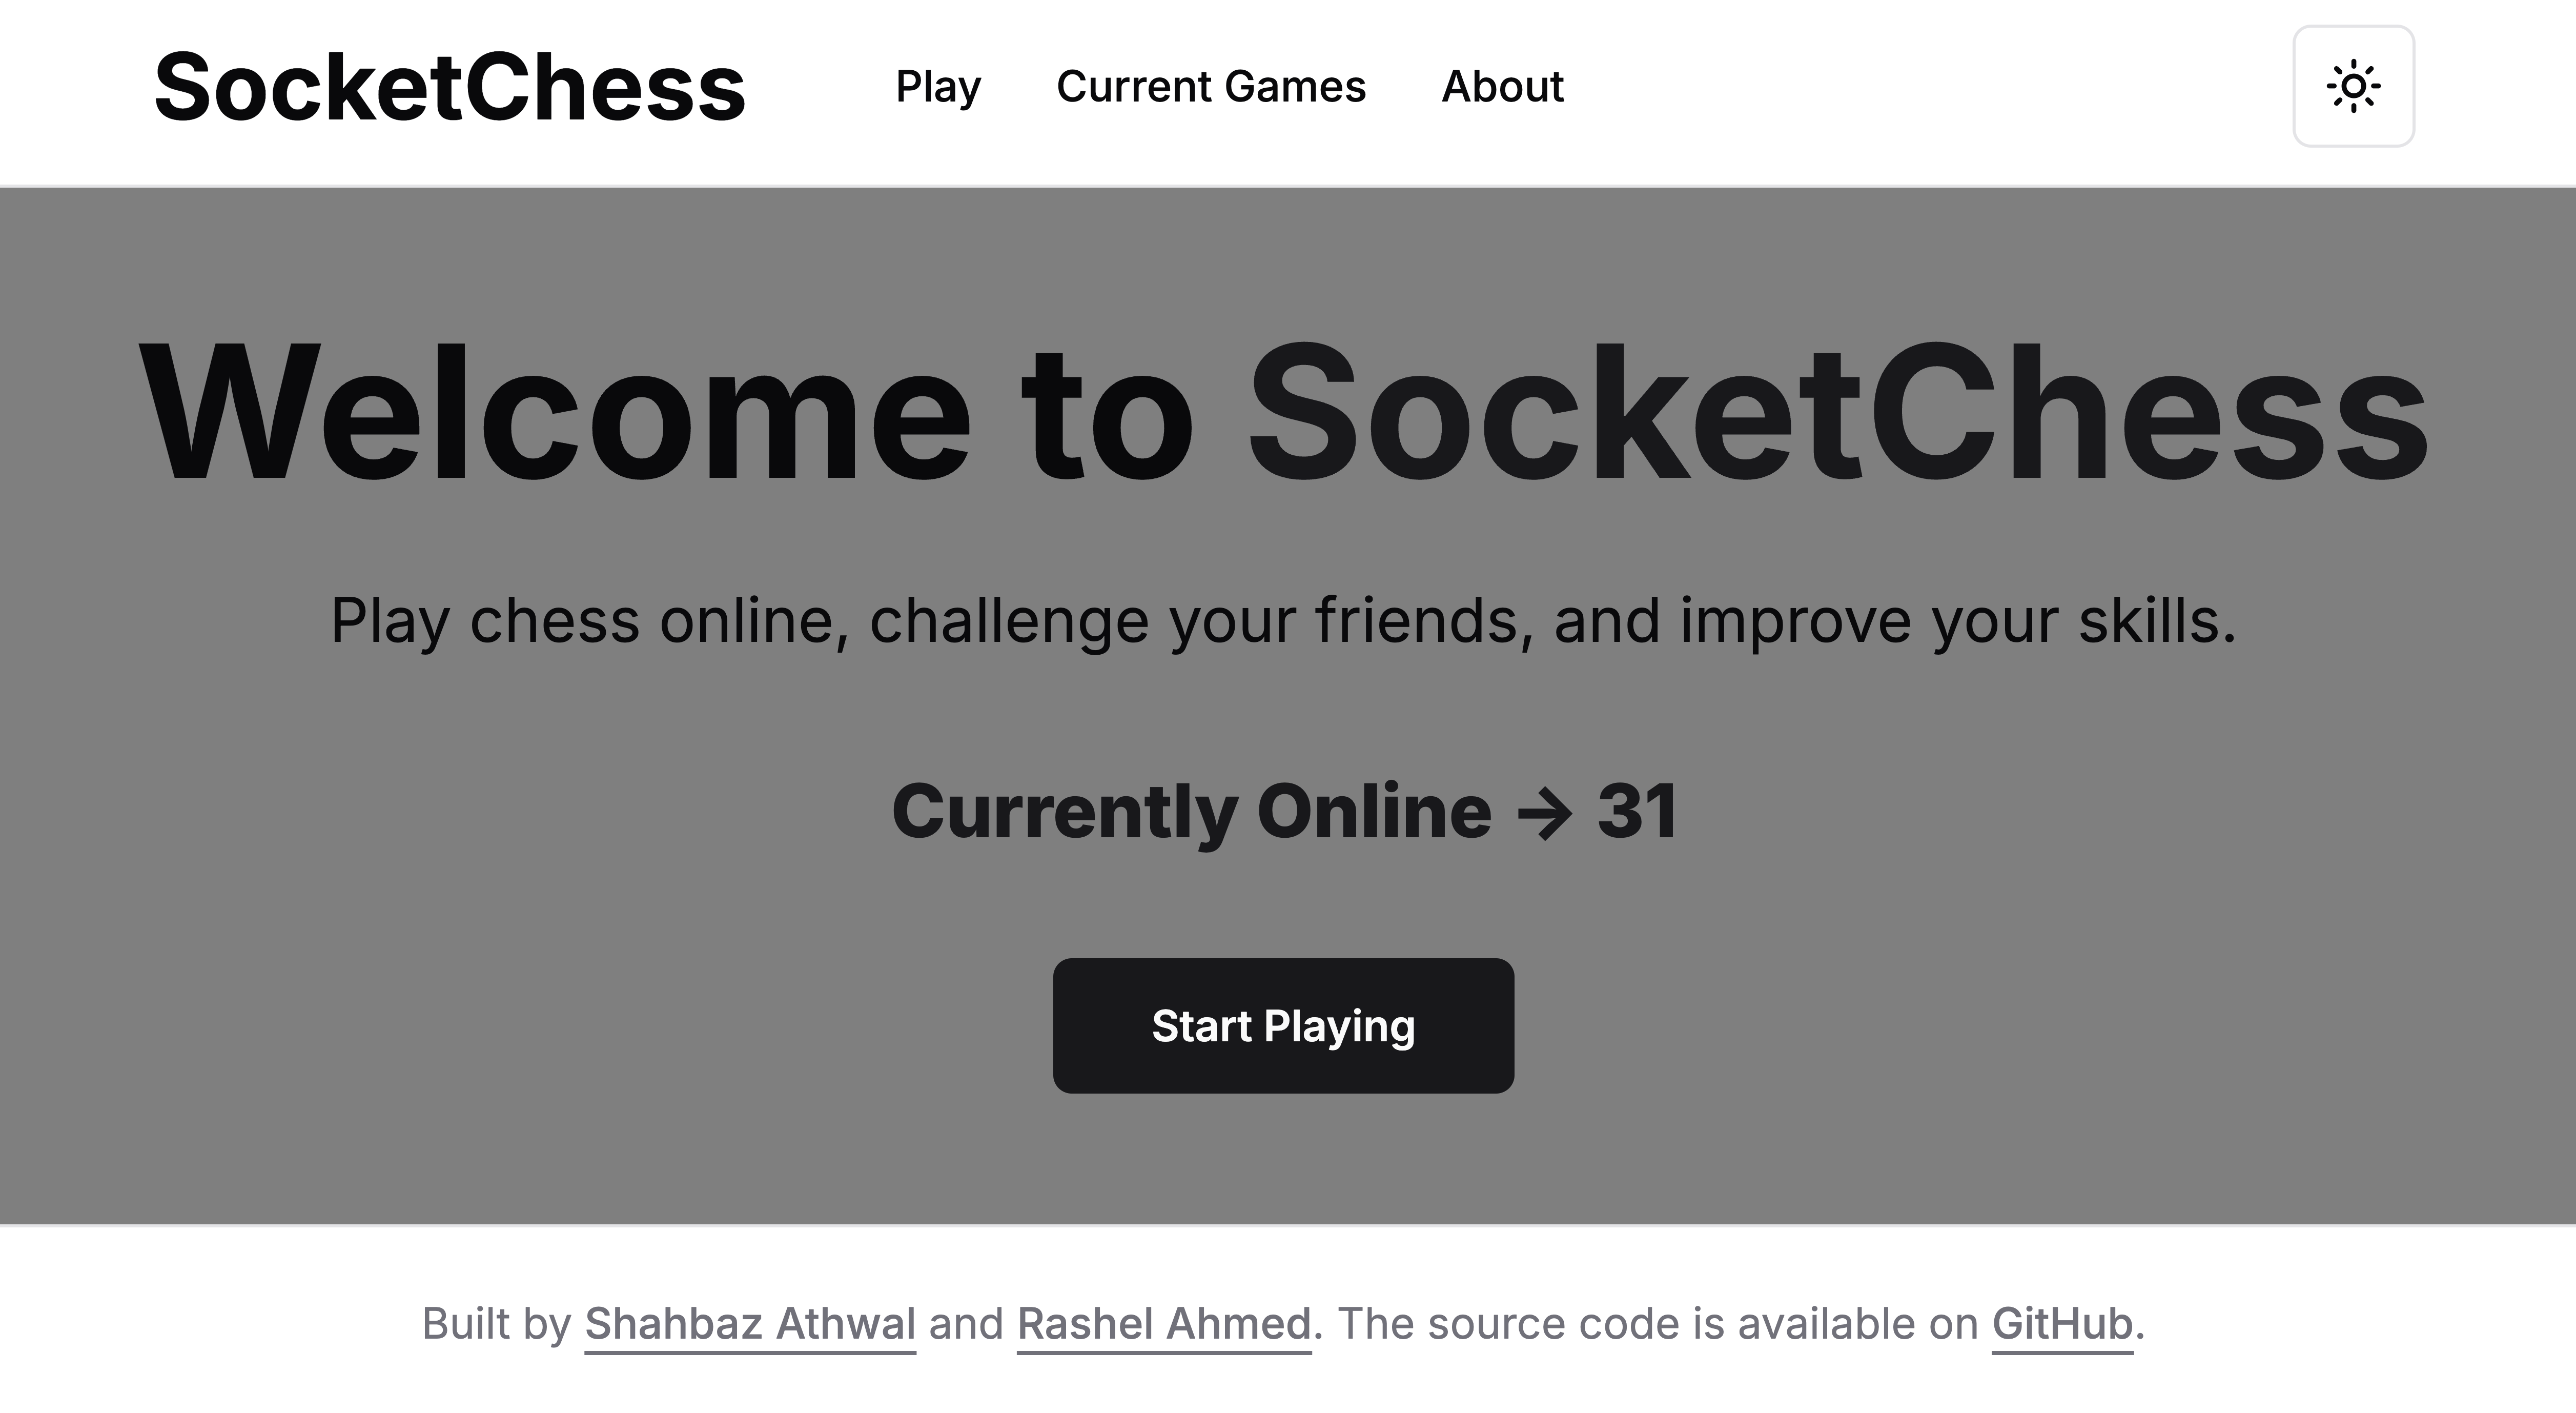 SocketChess
Play
Current Games
About
Welcome to SocketChess
Play chess online, challenge your friends, and improve your skills.
Currently Online → 31
Start Playing
Built by Shahbaz Athwal and Rashel Ahmed. The source code is available on GitHub.